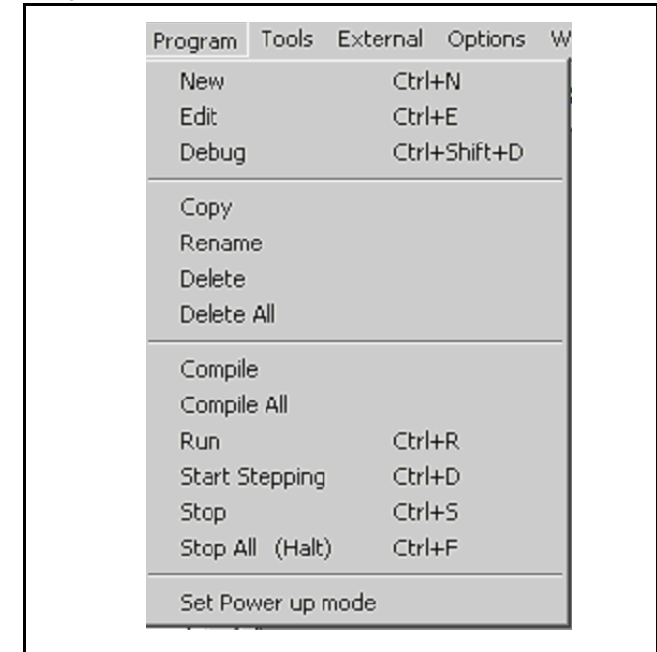 Program Tools External Options W
New Ctrl+N
Edit Ctrl+E
Debug Ctrl+Shift+D
Copy
Rename
Delete
Delete All
Compile
Compile All
Run Ctrl+R
Start Stepping Ctrl+D
Stop Ctrl+S
Stop All (Halt) Ctrl+F
Set Power up mode